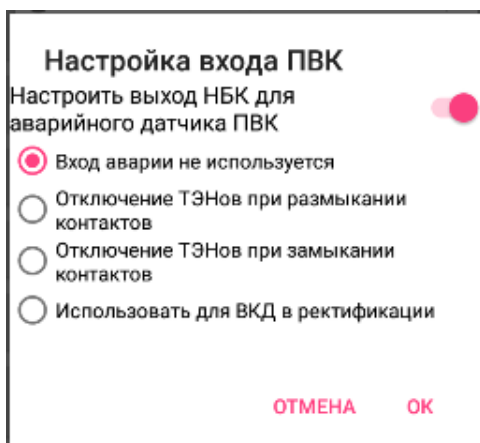 Настройка входа ПВК
Настроить выход НБК для
аварийного датчика ПВК
Вход аварии не используется
Отключение ТЭНов при размыкании
контактов
Отключение ТЭНов при замыкании
контактов
Использовать для ВКД в ректификации
ОТМЕНА ОК